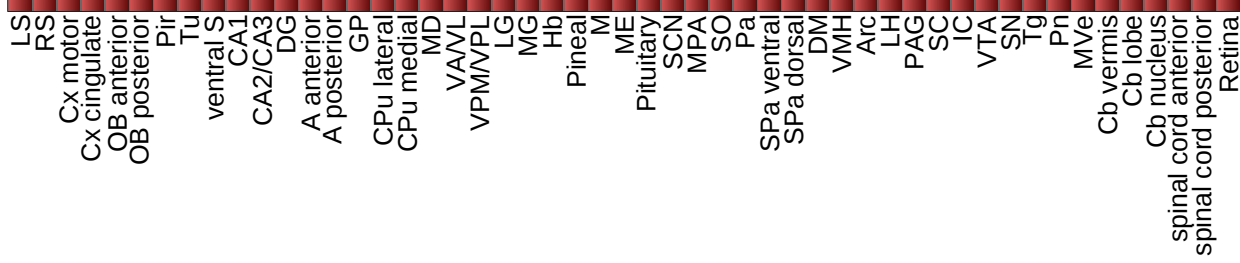 LS
RS
Cx motor
Cx cingulate
OB anterior
OB posterior
Pir
Tu
ventral S
CA1
CA2/CA3
DG
A anterior
A posterior
GP
CPu lateral
CPu medial
MD
VA/VL
VPM/VPL
LG
MG
Hb
Pineal
M
ME
Pituitary
SCN
MPA
SO
Pa
SPa ventral
SPa dorsal
DM
VMH
Arc
LH
PAG
SC
IC
VTA
SN
Tg
Pn
MVe
Cb vermis
Cb lobe
Cb nucleus
spinal cord anterior
spinal cord posterior
Retina